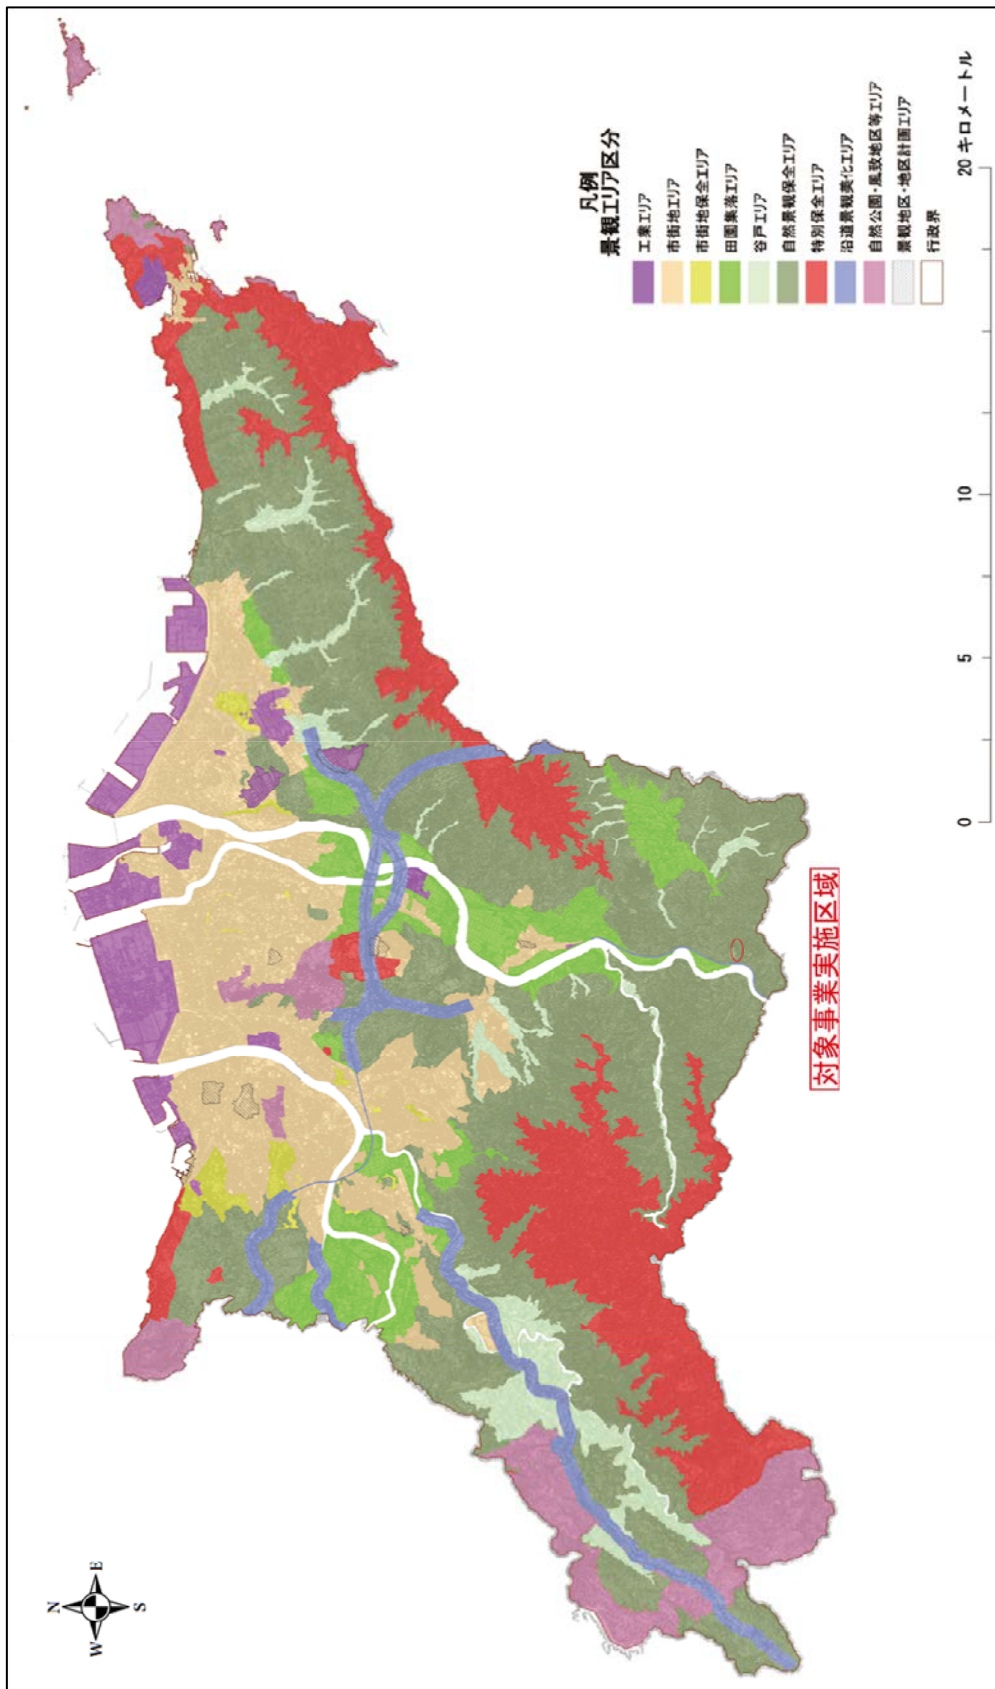 凡例
景観エリア区分
工業エリア
市街地エリア
市街地保全エリア
田園集落エリア
谷戸エリア
自然景観保全エリア
特別保全エリア
沿道景観美化エリア
自然公園・風致地区等エリア
景観地区・地区計画エリア
行政界
対象事業実施区域
0 5 10 20 キロメートル
N
W E
S